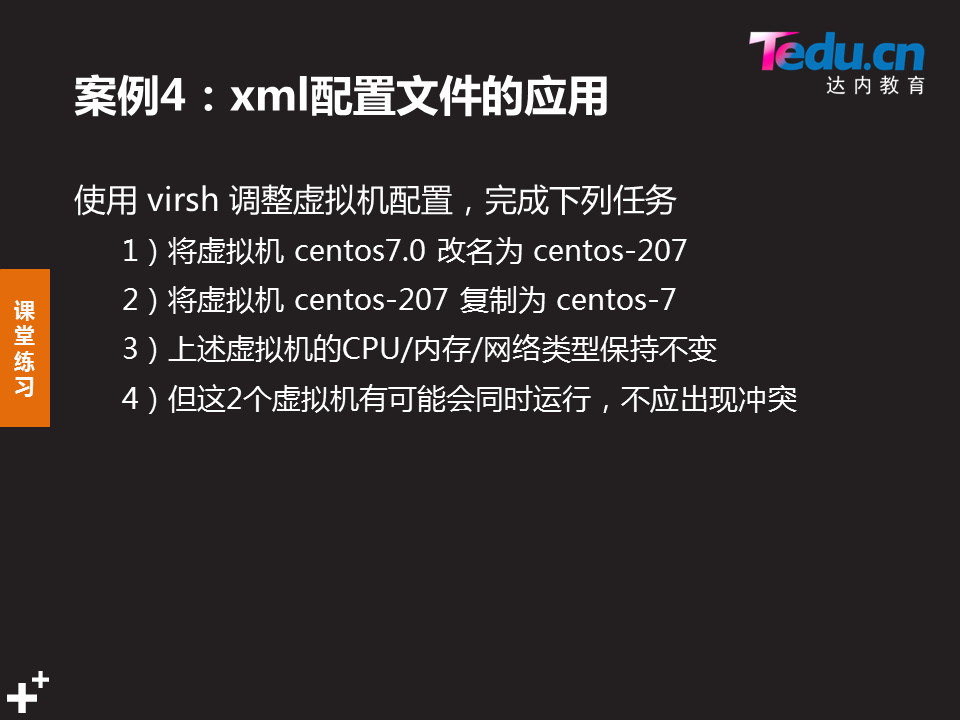 Tedu.cn
达内教育
案例4：xml配置文件的应用
使用 virsh 调整虚拟机配置，完成下列任务
1）将虚拟机 centos7.0 改名为 centos-207
2）将虚拟机 centos-207 复制为 centos-7
3）上述虚拟机的CPU/内存/网络类型保持不变
4）但这2个虚拟机有可能会同时运行，不应出现冲突
课
堂
练
习